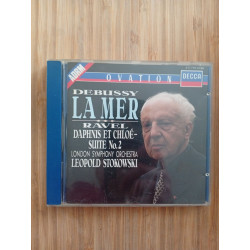 ADRM
OVATION
DECCA
DEBUSSY
LA MER
RAVEL
DAPHNIS ET CHLOÉ–
SUITE No.2
LONDON SYMPHONY ORCHESTRA
LEOPOLD STOKOWSKI